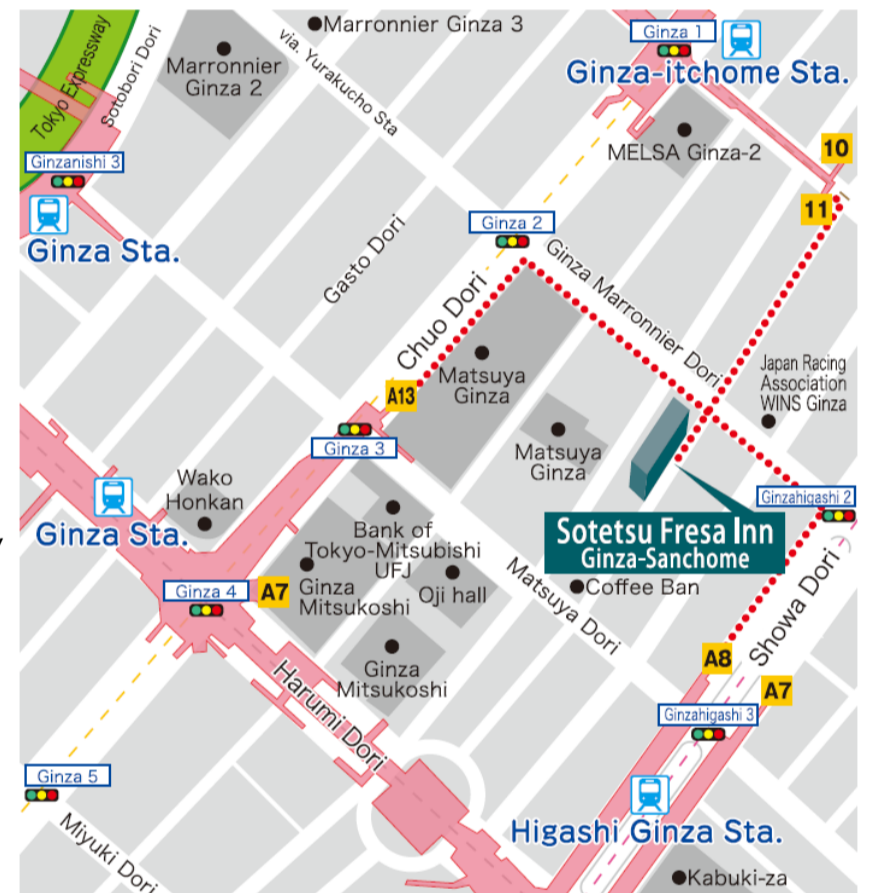 Marronnier Ginza 3
Ginza 1
Marronnier
Ginza 2
via. Yurakucho Sta
Sotobori Dori
Tokyo Expressway
Ginza-itchome Sta.
MELSA Ginza-2
10
Ginzanishi 3
11
Ginza Sta.
Ginza 2
Gasto Dori
Ginza Marronnier Dori
Chuo Dori
Matsuya
Ginza
Japan Racing
Association
WINS Ginza
A13
Ginza 3
Matsuya
Ginza
Wako
Honkan
Ginzahigashi 2
Ginza Sta.
Bank of
Tokyo-Mitsubishi
UFJ
Sotetsu Fresa Inn
Ginza-Sanchome
Ginza 4
A7
Ginza
Mitsukoshi
Oji hall
Matsuya Dori
Coffee Ban
Showa Dori
A8
Ginza
Mitsukoshi
A7
Harumi Dori
Ginzahigashi 3
Ginza 5
Higashi Ginza Sta.
Miyuki Dori
Kabuki-za